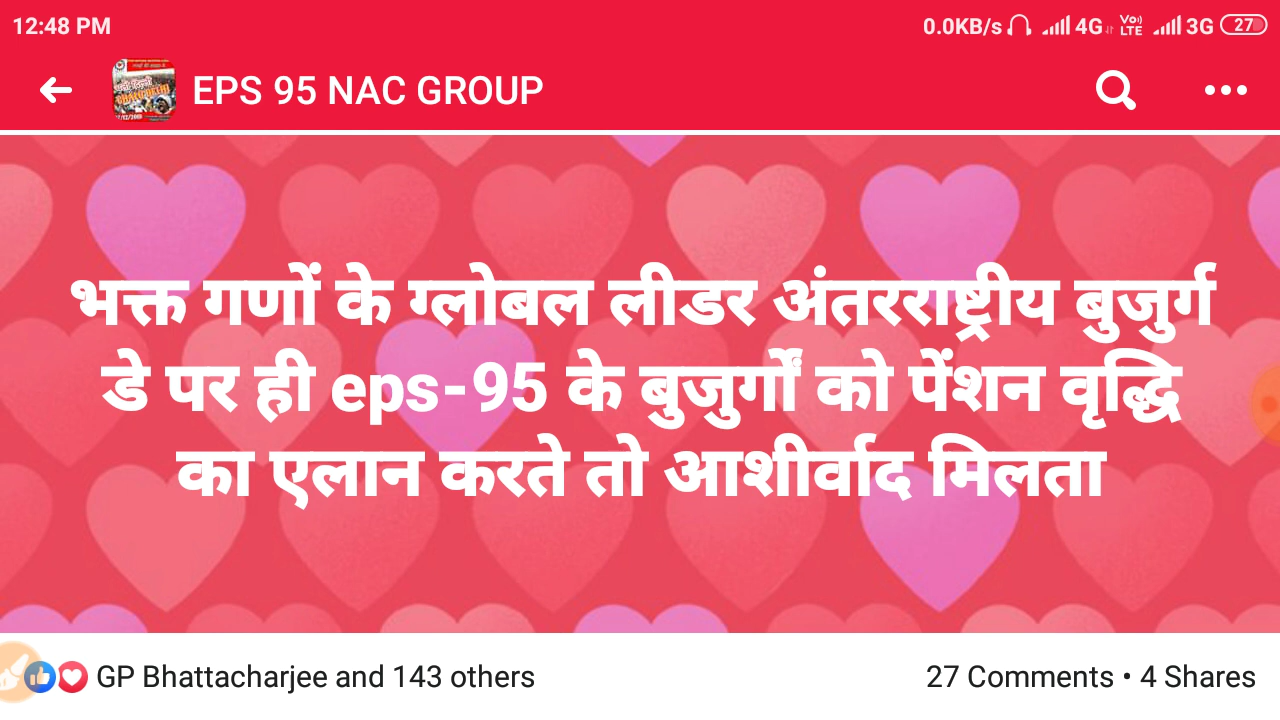 12:48 PM 0.0KB/s 4G VoLTE 3G 27
EPS 95 NAC GROUP
भक्त गणों के ग्लोबल लीडर अंतरराष्ट्रीय बुजुर्ग
डे पर ही eps-95 के बुजुर्गों को पेंशन वृद्धि
का एलान करते तो आशीर्वाद मिलता
GP Bhattacharjee and 143 others 27 Comments • 4 Shares